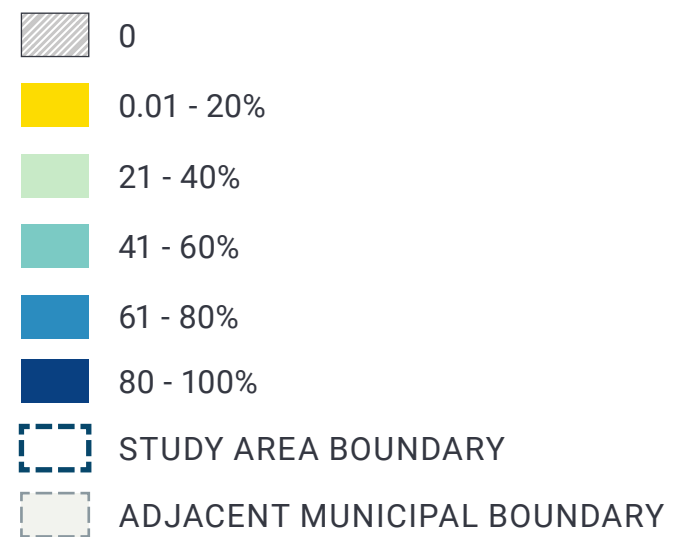 0
0.01 - 20%
21 - 40%
41 - 60%
61 - 80%
80 - 100%
STUDY AREA BOUNDARY
ADJACENT MUNICIPAL BOUNDARY